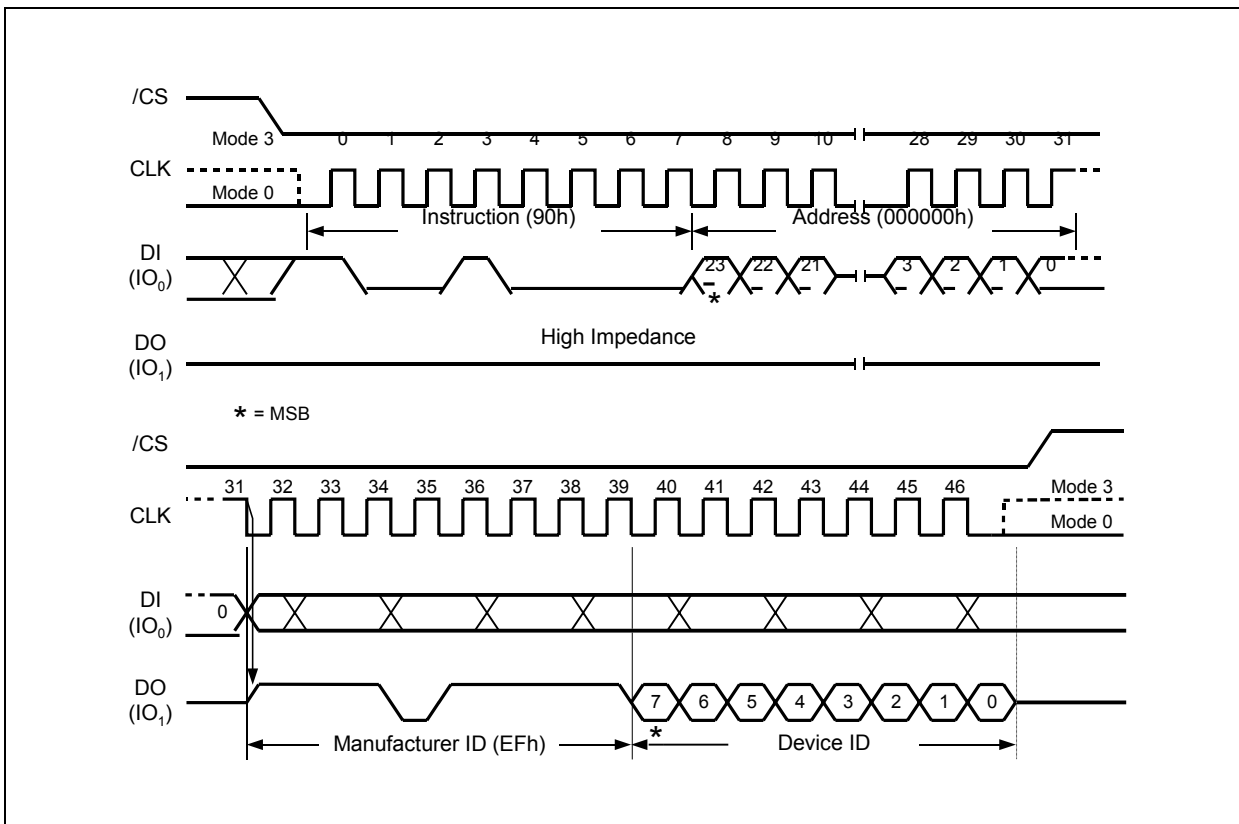 /CS
Mode 3 0 1 2 3 4 5 6 7 8 9 10 28 29 30 31
CLK
Mode 0
Instruction (90h) Address (000000h)
DI
(IO₀)
23 22 21 3 2 1 0
*
DO
(IO₁)
High Impedance
* = MSB
/CS
31 32 33 34 35 36 37 38 39 40 41 42 43 44 45 46 Mode 3
CLK
Mode 0
DI
(IO₀)
0
DO
(IO₁)
7 6 5 4 3 2 1 0
*
Manufacturer ID (EFh) Device ID